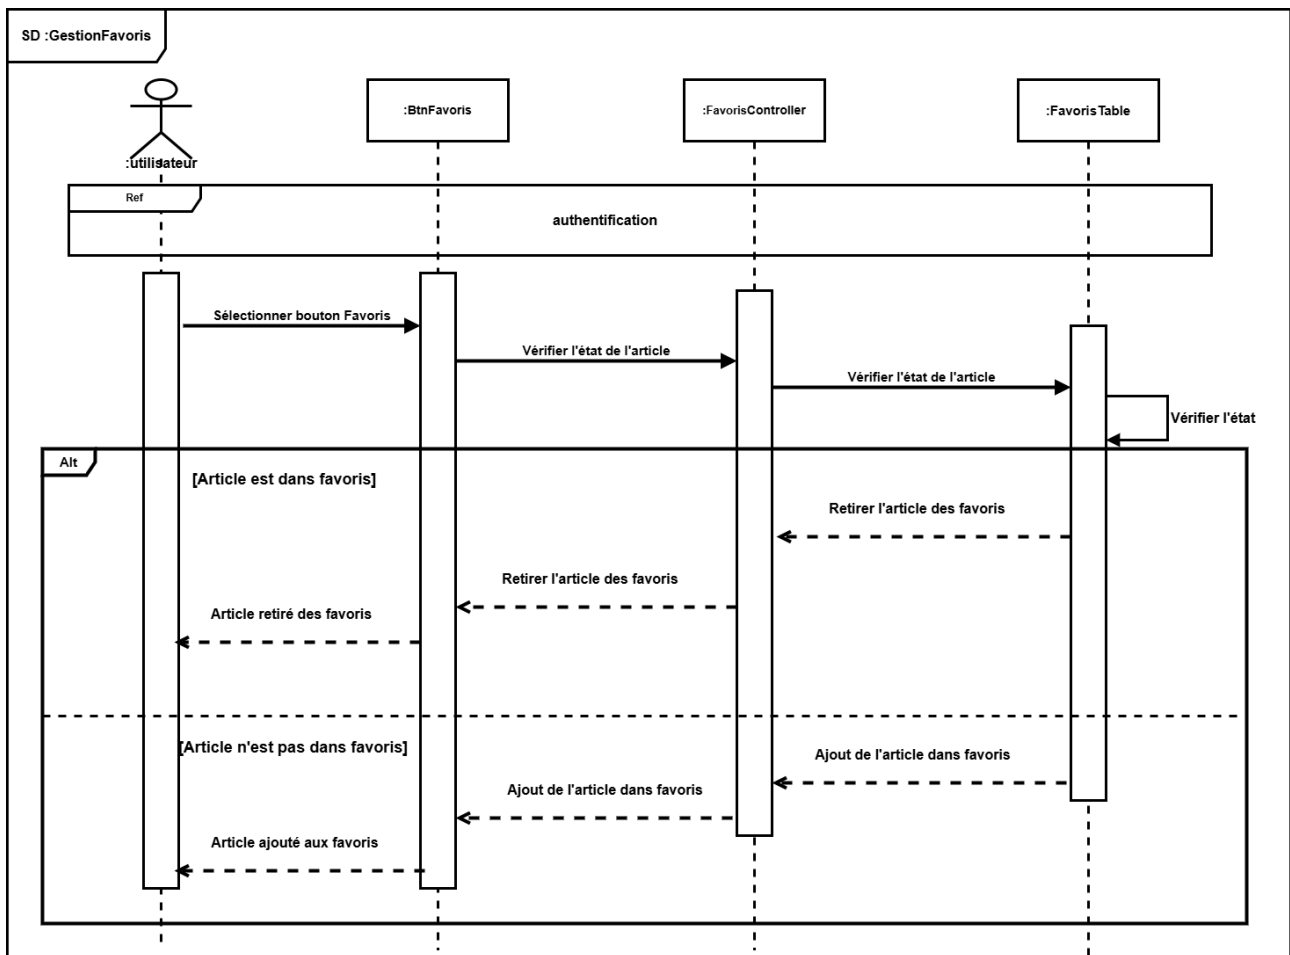 SD :GestionFavoris
:utilisateur
:BtnFavoris
:FavorisController
:FavorisTable
Ref
authentification
Sélectionner bouton Favoris
Vérifier l'état de l'article
Vérifier l'état de l'article
Vérifier l'état
Alt
[Article est dans favoris]
Retirer l'article des favoris
Retirer l'article des favoris
Article retiré des favoris
[Article n'est pas dans favoris]
Ajout de l'article dans favoris
Ajout de l'article dans favoris
Article ajouté aux favoris